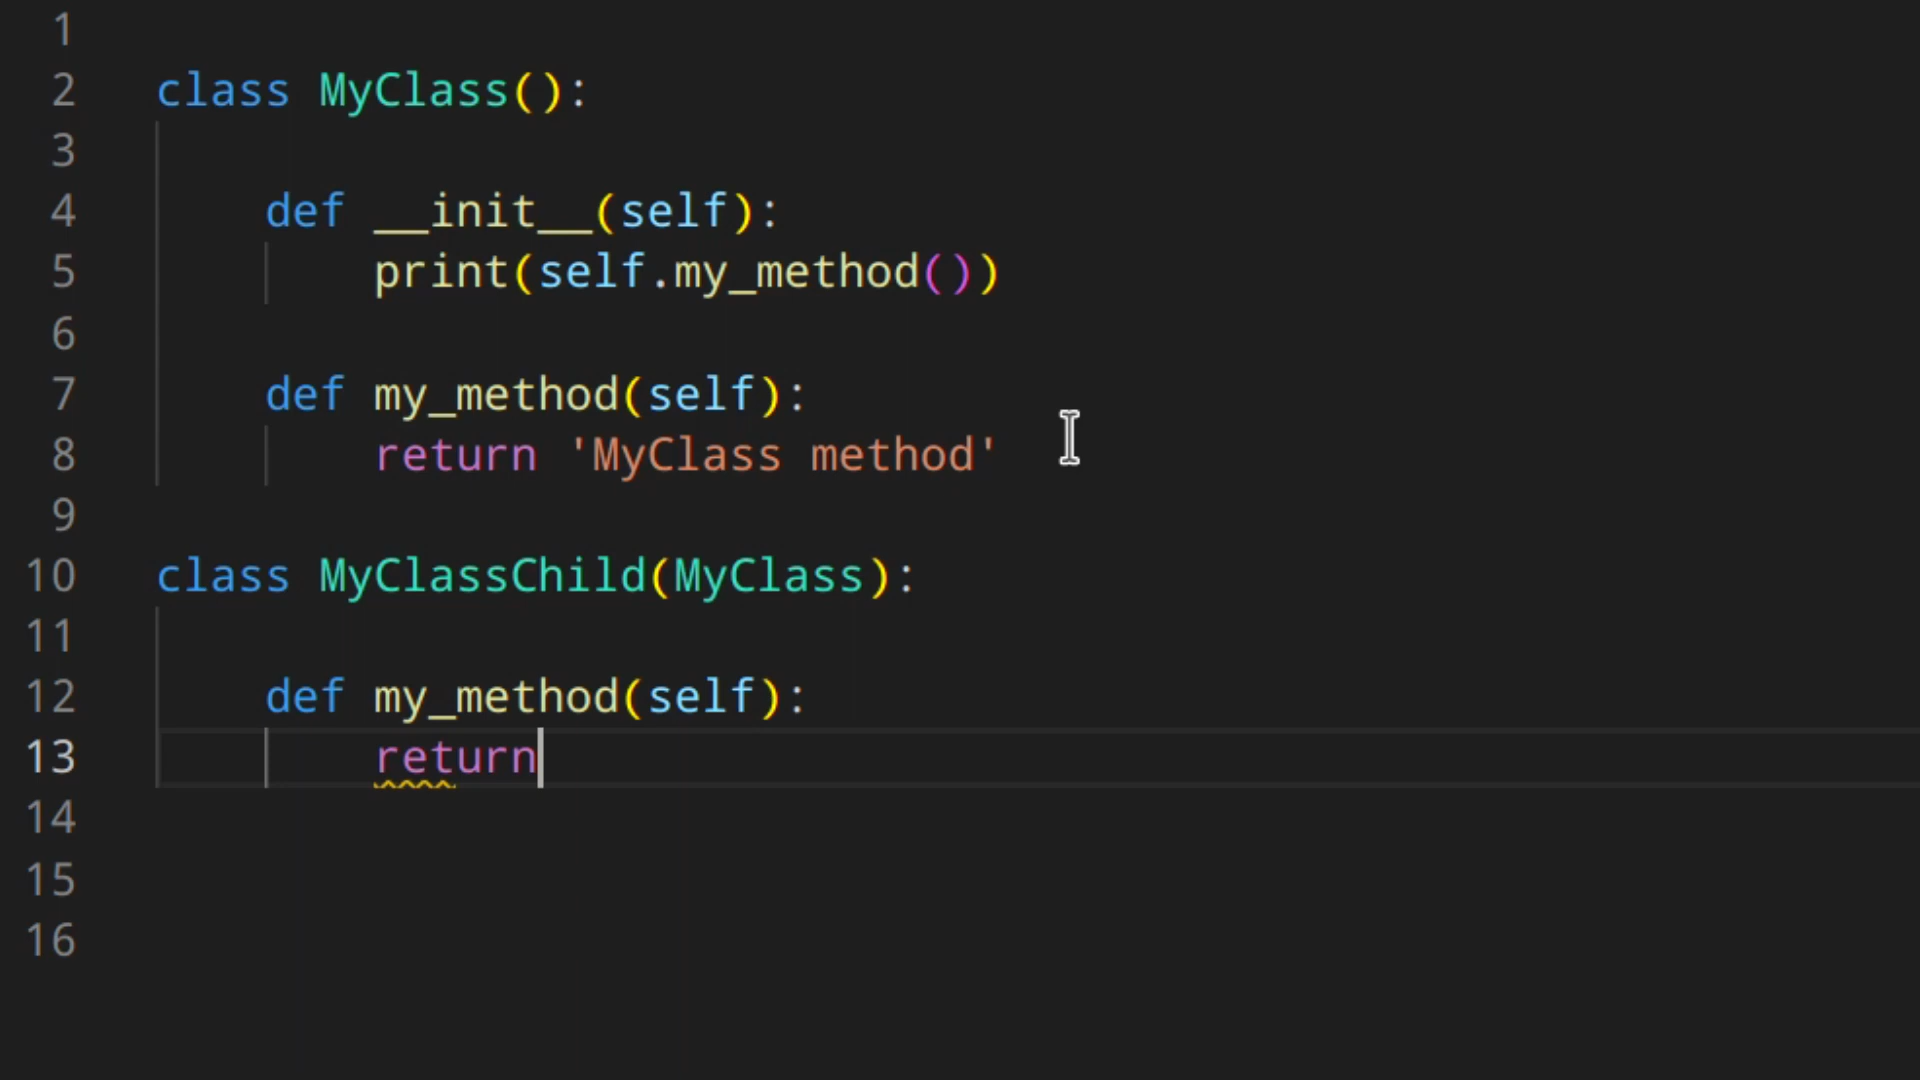 1
2 class MyClass():
3
4     def __init__(self):
5         print(self.my_method())
6
7     def my_method(self):
8         return 'MyClass method'
9
10 class MyClassChild(MyClass):
11
12     def my_method(self):
13         return
14
15
16